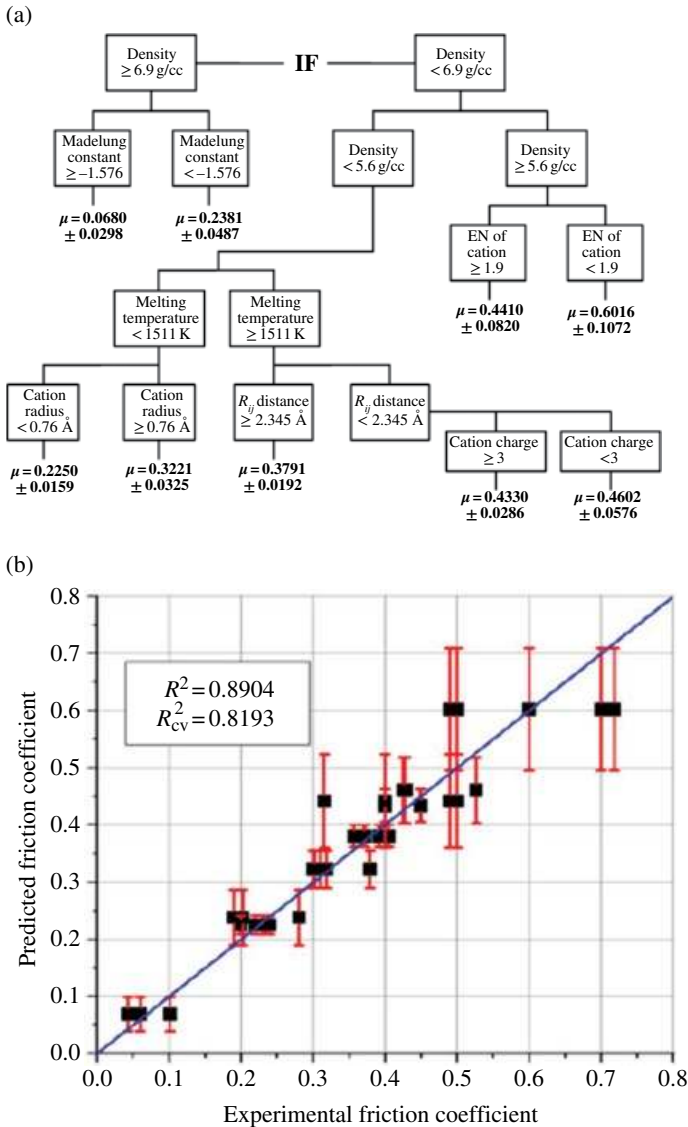 (a)
Density
≥ 6.9 g/cc
IF
Density
< 6.9 g/cc
Madelung
constant
≥ –1.576
Madelung
constant
< –1.576
Density
< 5.6 g/cc
Density
≥ 5.6 g/cc
μ = 0.0680
± 0.0298
μ = 0.2381
± 0.0487
EN of
cation
≥ 1.9
EN of
cation
< 1.9
μ = 0.4410
± 0.0820
μ = 0.6016
± 0.1072
Melting
temperature
< 1511 K
Melting
temperature
≥ 1511 K
Cation
radius
< 0.76 Å
Cation
radius
≥ 0.76 Å
R_ij distance
≥ 2.345 Å
R_ij distance
< 2.345 Å
Cation charge
≥ 3
Cation charge
<3
μ = 0.2250
± 0.0159
μ = 0.3221
± 0.0325
μ = 0.3791
± 0.0192
μ = 0.4330
± 0.0286
μ = 0.4602
± 0.0576
(b)
R² = 0.8904
R²cv = 0.8193
Predicted friction coefficient
0.8
0.7
0.6
0.5
0.4
0.3
0.2
0.1
0.0
0.0 0.1 0.2 0.3 0.4 0.5 0.6 0.7 0.8
Experimental friction coefficient